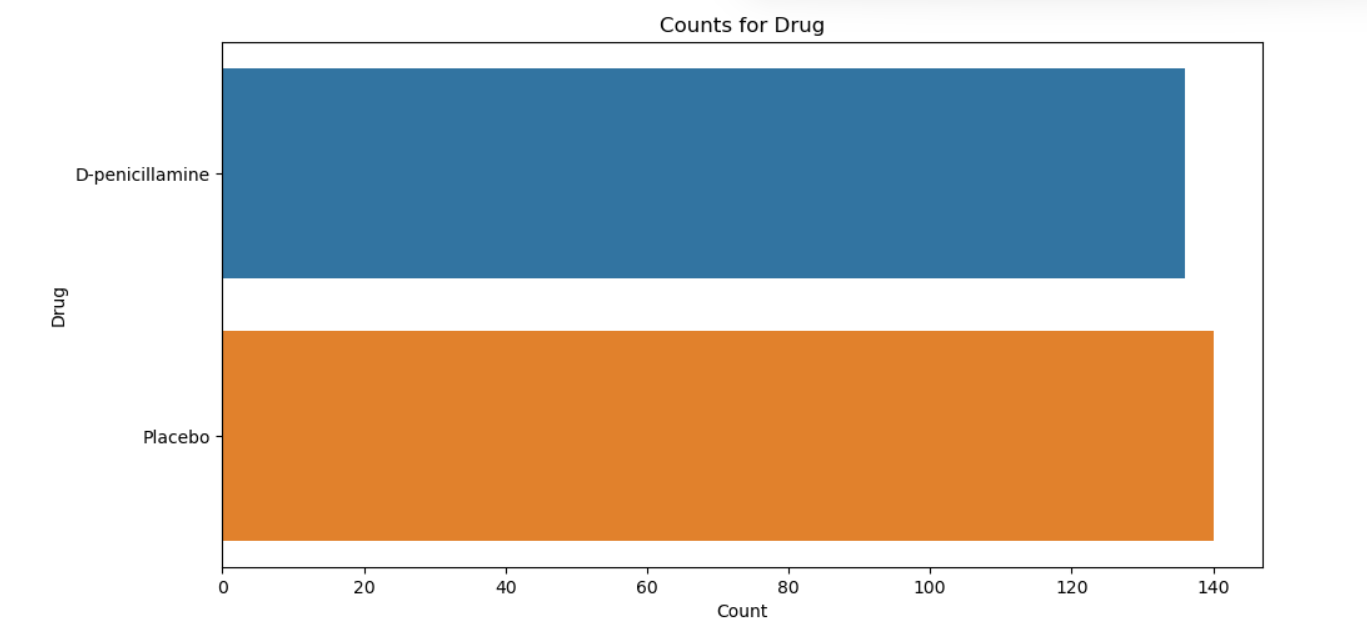 Counts for Drug
D-penicillamine
Drug
Placebo
0 20 40 60 80 100 120 140
Count